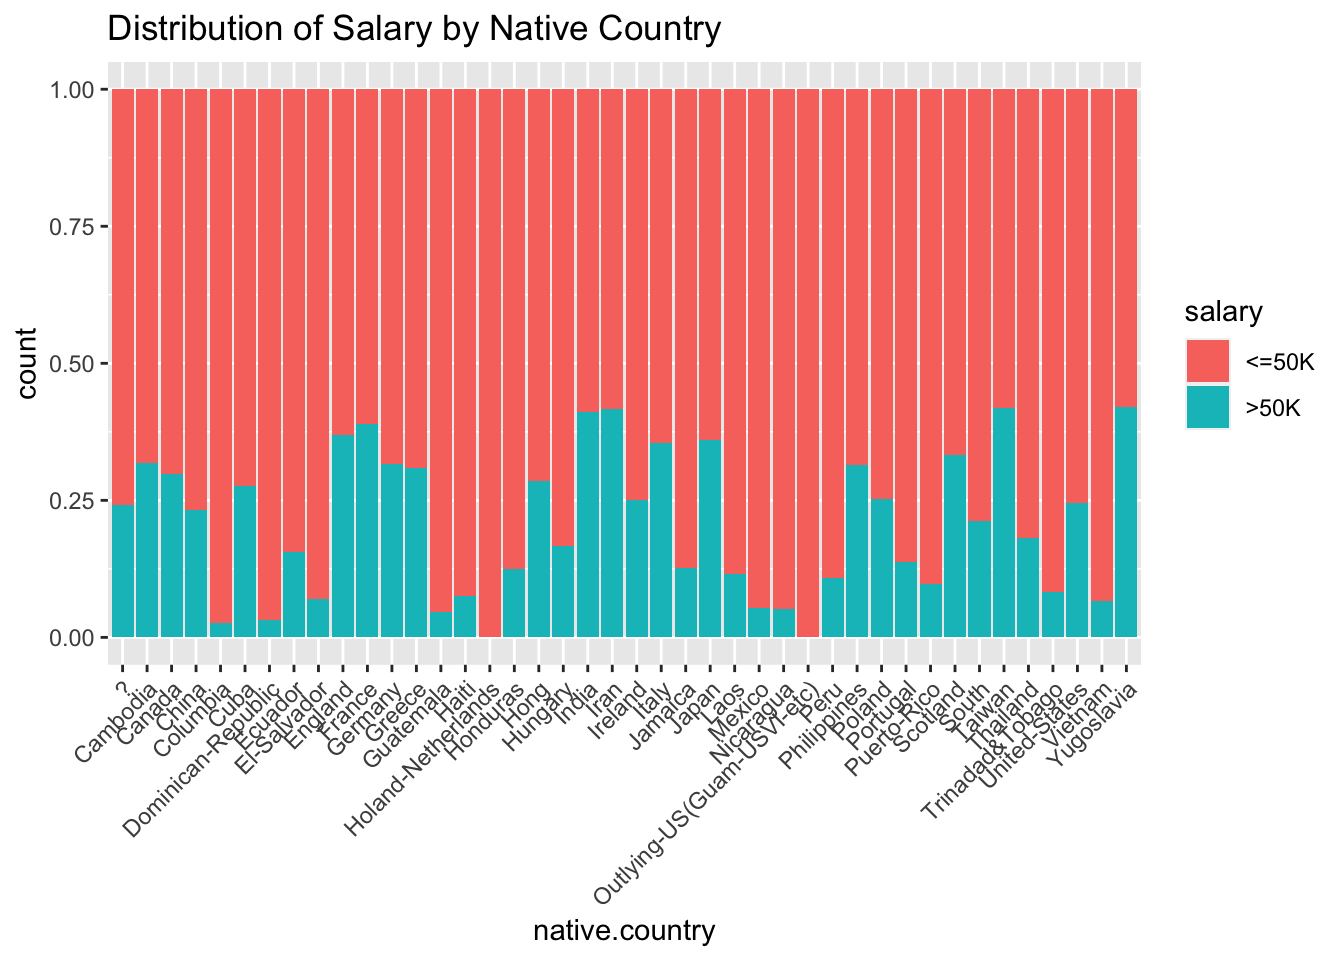 Distribution of Salary by Native Country
1.00
0.75
0.50
0.25
0.00
count
?
Cambodia
Canada
China
Columbia
Cuba
Dominican-Republic
Ecuador
El-Salvador
England
France
Germany
Greece
Guatemala
Haiti
Holand-Netherlands
Honduras
Hong
Hungary
India
Iran
Ireland
Italy
Jamaica
Japan
Laos
Mexico
Nicaragua
Outlying-US(Guam-USVI-etc)
Peru
Philippines
Poland
Portugal
Puerto-Rico
Scotland
South
Taiwan
Thailand
Trinadad&Tobago
United-States
Vietnam
Yugoslavia
native.country
salary
<=50K
>50K